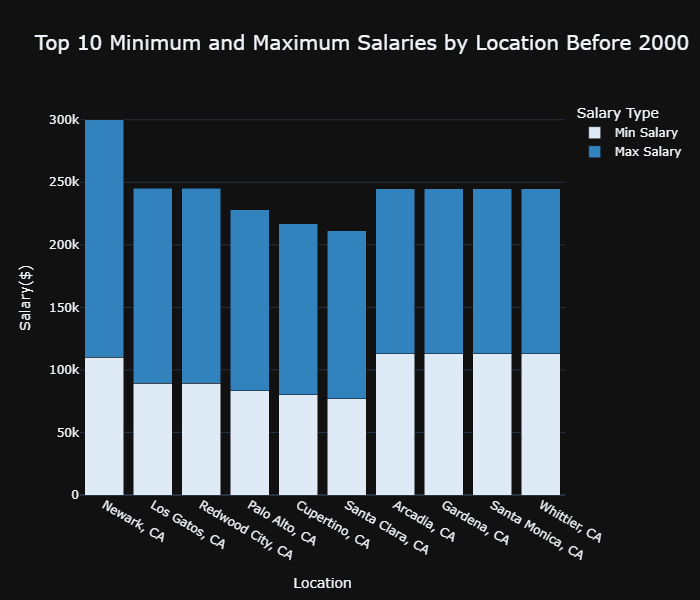 Top 10 Minimum and Maximum Salaries by Location Before 2000
Salary Type
Min Salary
Max Salary
300k
250k
200k
150k
100k
50k
0
Salary($)
Newark, CA
Los Gatos, CA
Redwood City, CA
Palo Alto, CA
Cupertino, CA
Santa Clara, CA
Arcadia, CA
Gardena, CA
Santa Monica, CA
Whittier, CA
Location